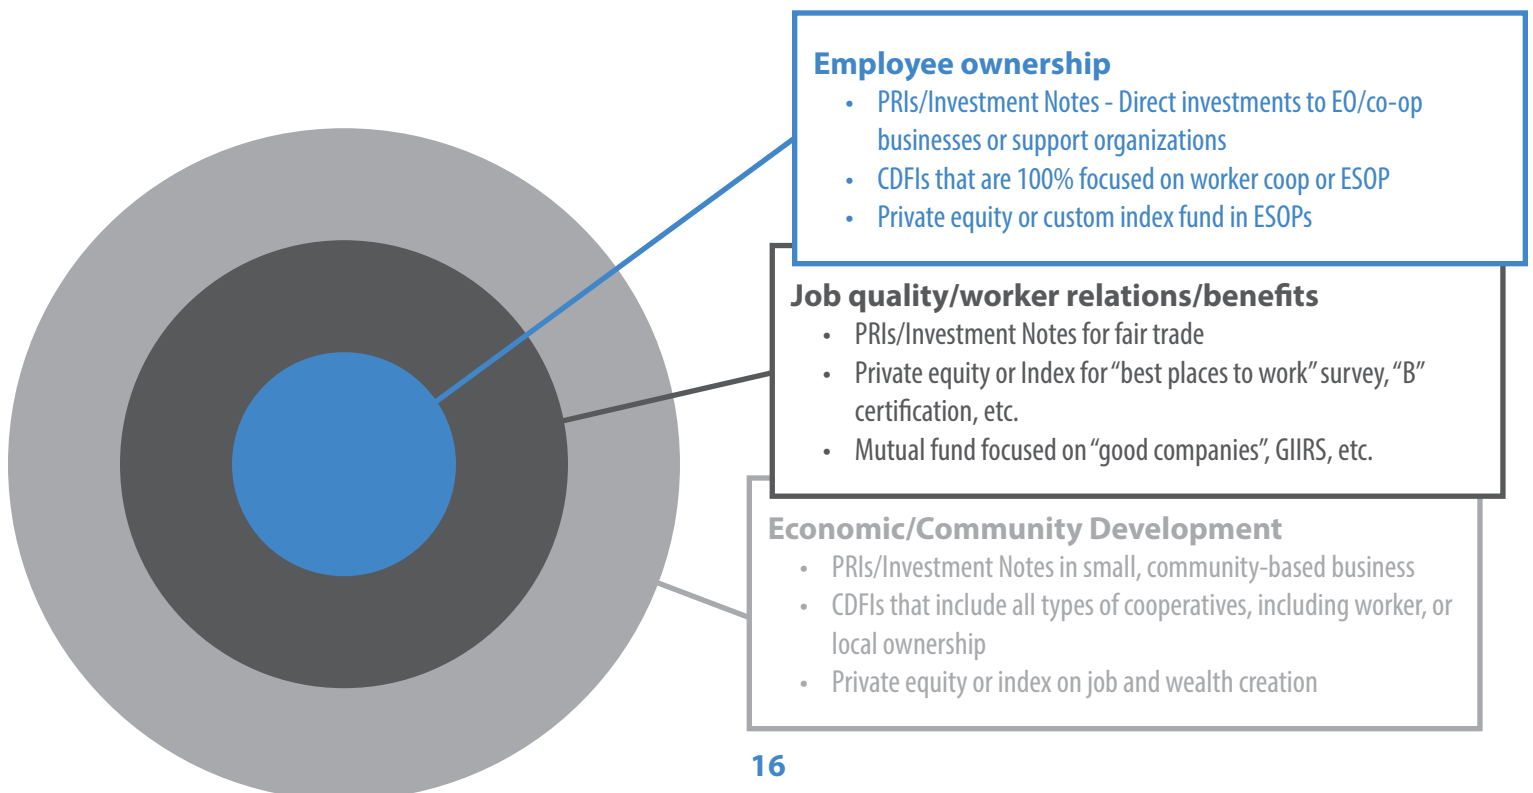 Employee ownership
• PRIs/Investment Notes - Direct investments to EO/co-op
businesses or support organizations
• CDFIs that are 100% focused on worker coop or ESOP
• Private equity or custom index fund in ESOPs
Job quality/worker relations/benefits
• PRIs/Investment Notes for fair trade
• Private equity or Index for “best places to work” survey, “B”
certification, etc.
• Mutual fund focused on “good companies”, GIIRS, etc.
Economic/Community Development
• PRIs/Investment Notes in small, community-based business
• CDFIs that include all types of cooperatives, including worker, or
local ownership
• Private equity or index on job and wealth creation
16